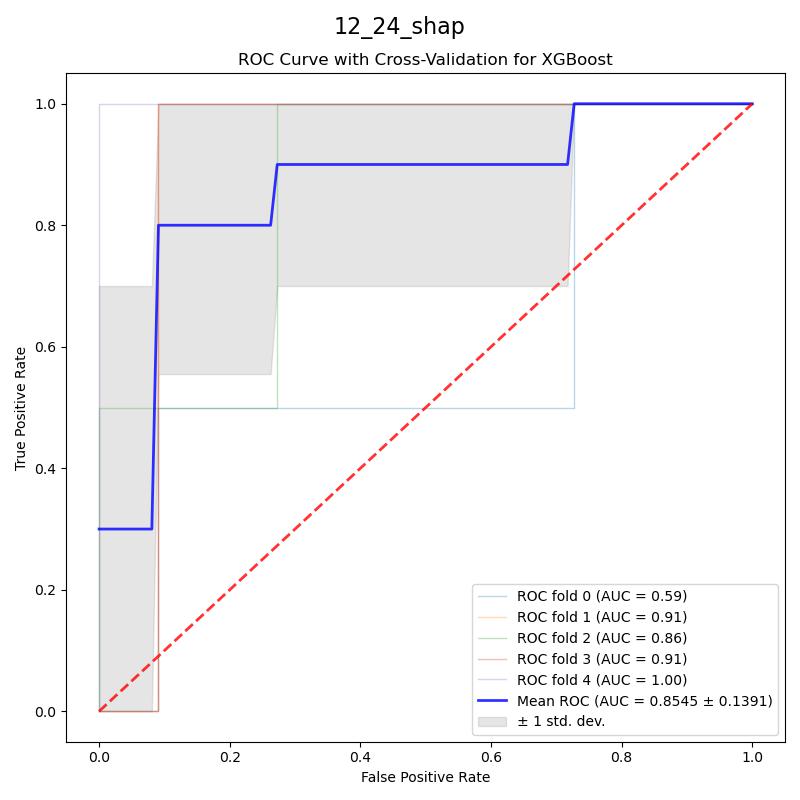 12_24_shap
ROC Curve with Cross-Validation for XGBoost
1.0
0.8
0.6
0.4
0.2
0.0
True Positive Rate
ROC fold 0 (AUC = 0.59)
ROC fold 1 (AUC = 0.91)
ROC fold 2 (AUC = 0.86)
ROC fold 3 (AUC = 0.91)
ROC fold 4 (AUC = 1.00)
Mean ROC (AUC = 0.8545 ± 0.1391)
± 1 std. dev.
0.0 0.2 0.4 0.6 0.8 1.0
False Positive Rate